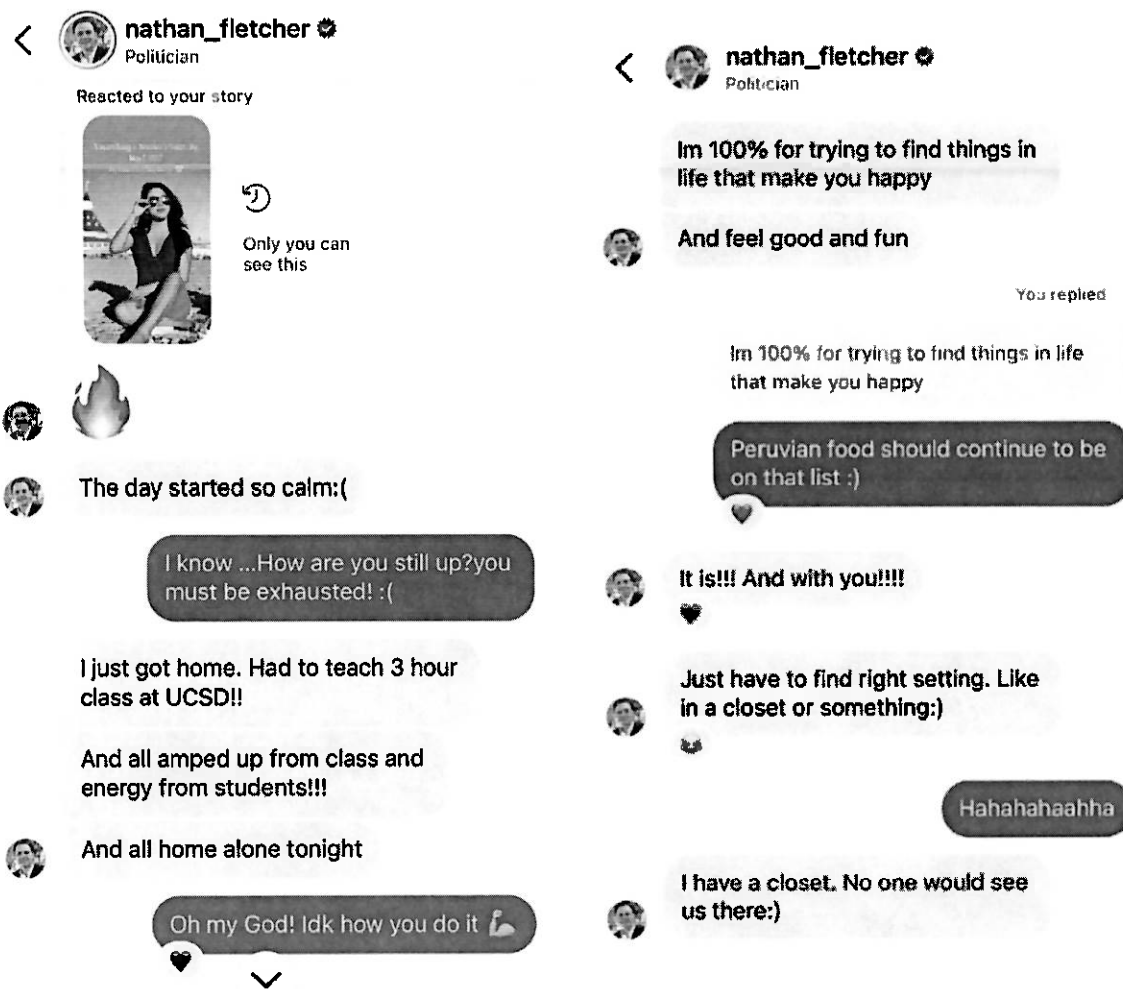 nathan_fletcher
Politician
Reacted to your story
Only you can
see this
The day started so calm:(
I know ...How are you still up?you
must be exhausted! :(
I just got home. Had to teach 3 hour
class at UCSD!!
And all amped up from class and
energy from students!!!
And all home alone tonight
Oh my God! Idk how you do it 💪
nathan_fletcher
Politician
Im 100% for trying to find things in
life that make you happy
And feel good and fun
You replied
Im 100% for trying to find things in life
that make you happy
Peruvian food should continue to be
on that list :)
It is!!! And with you!!!!
Just have to find right setting. Like
in a closet or something:)
Hahahahaahha
I have a closet. No one would see
us there:)